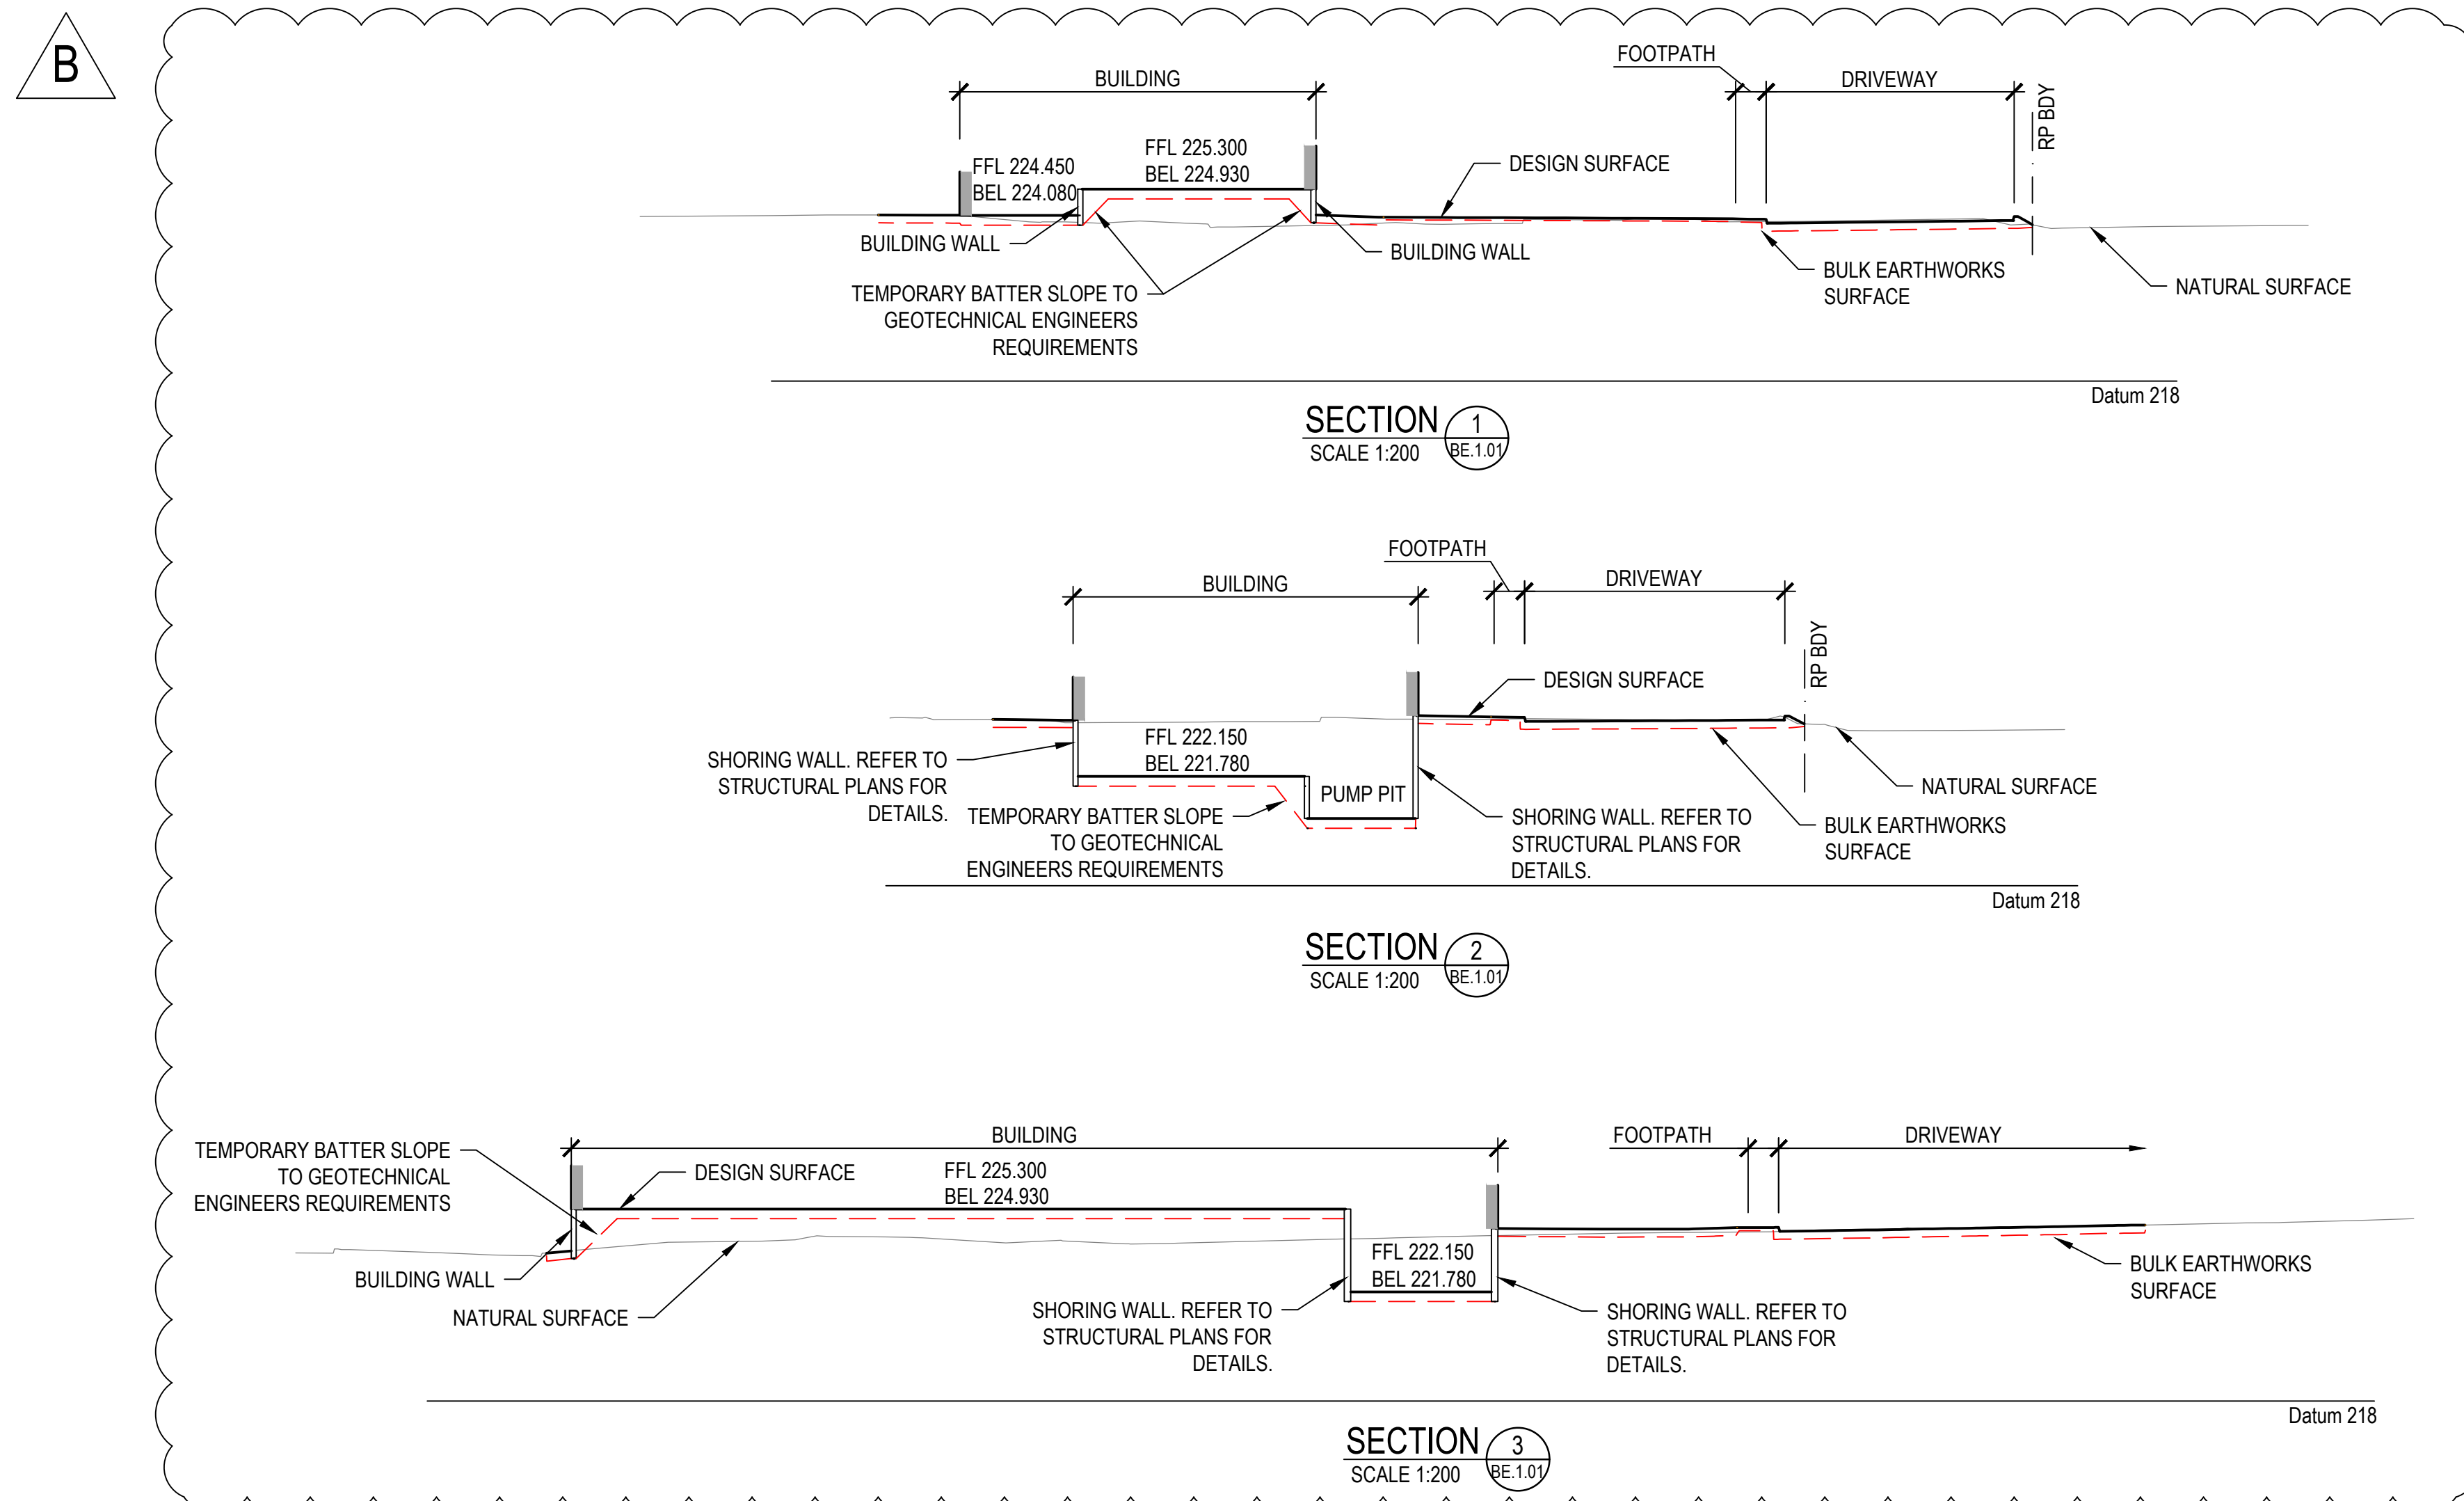 B
FOOTPATH
BUILDING
DRIVEWAY
RP BDY
FFL 224.450
BEL 224.080
FFL 225.300
BEL 224.930
DESIGN SURFACE
BUILDING WALL
BUILDING WALL
TEMPORARY BATTER SLOPE TO
GEOTECHNICAL ENGINEERS
REQUIREMENTS
BULK EARTHWORKS
SURFACE
NATURAL SURFACE
Datum 218
SECTION
1
SCALE 1:200
BE.1.01
FOOTPATH
BUILDING
DRIVEWAY
RP BDY
DESIGN SURFACE
SHORING WALL. REFER TO
STRUCTURAL PLANS FOR
DETAILS.
FFL 222.150
BEL 221.780
PUMP PIT
TEMPORARY BATTER SLOPE
TO GEOTECHNICAL
ENGINEERS REQUIREMENTS
SHORING WALL. REFER TO
STRUCTURAL PLANS FOR
DETAILS.
NATURAL SURFACE
BULK EARTHWORKS
SURFACE
Datum 218
SECTION
2
SCALE 1:200
BE.1.01
BUILDING
FOOTPATH
DRIVEWAY
TEMPORARY BATTER SLOPE
TO GEOTECHNICAL
ENGINEERS REQUIREMENTS
DESIGN SURFACE
FFL 225.300
BEL 224.930
FFL 222.150
BEL 221.780
BUILDING WALL
NATURAL SURFACE
SHORING WALL. REFER TO
STRUCTURAL PLANS FOR
DETAILS.
SHORING WALL. REFER TO
STRUCTURAL PLANS FOR
DETAILS.
BULK EARTHWORKS
SURFACE
Datum 218
SECTION
3
SCALE 1:200
BE.1.01